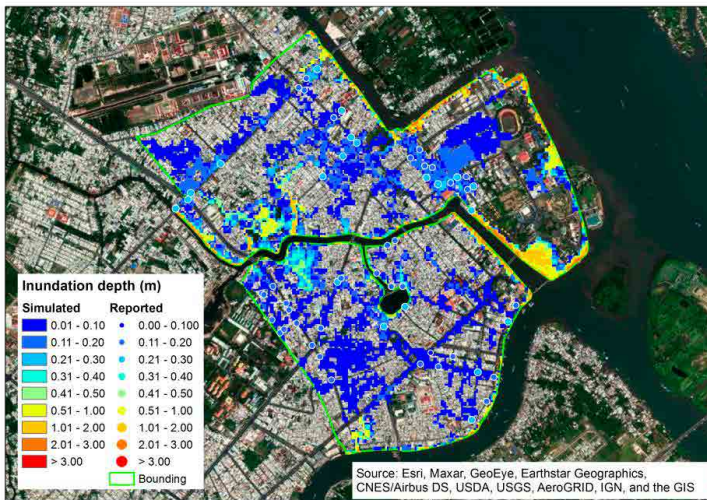 Inundation depth (m)
Simulated Reported
0.01 - 0.10 0.00 - 0.100
0.11 - 0.20 0.11 - 0.20
0.21 - 0.30 0.21 - 0.30
0.31 - 0.40 0.31 - 0.40
0.41 - 0.50 0.41 - 0.50
0.51 - 1.00 0.51 - 1.00
1.01 - 2.00 1.01 - 2.00
2.01 - 3.00 2.01 - 3.00
> 3.00 > 3.00
Bounding
Source: Esri, Maxar, GeoEye, Earthstar Geographics,
CNES/Airbus DS, USDA, USGS, AeroGRID, IGN, and the GIS